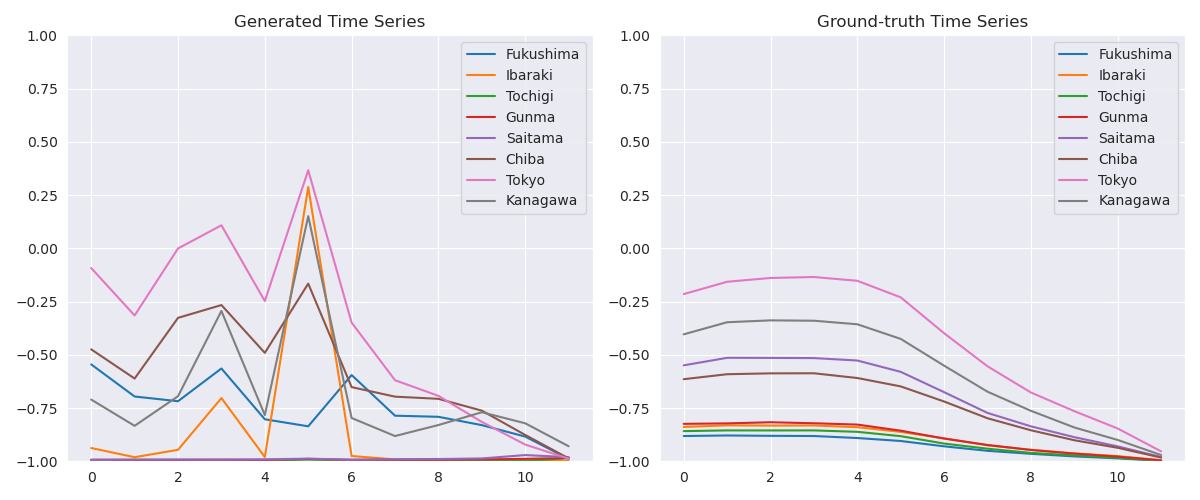 Generated Time Series
1.00
0.75
0.50
0.25
0.00
−0.25
−0.50
−0.75
−1.00
0 2 4 6 8 10
Fukushima
Ibaraki
Tochigi
Gunma
Saitama
Chiba
Tokyo
Kanagawa
Ground-truth Time Series
1.00
0.75
0.50
0.25
0.00
−0.25
−0.50
−0.75
−1.00
0 2 4 6 8 10
Fukushima
Ibaraki
Tochigi
Gunma
Saitama
Chiba
Tokyo
Kanagawa